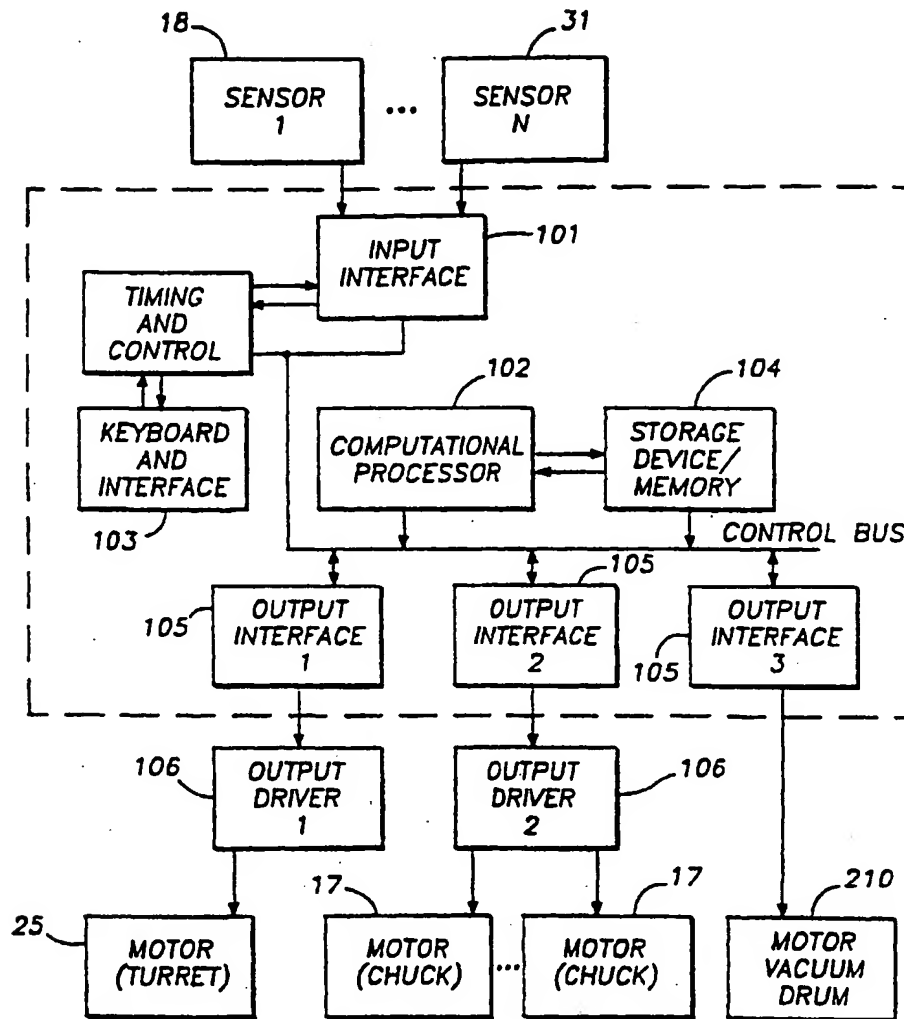 18
31
SENSOR
1
...
SENSOR
N
INPUT
INTERFACE
101
TIMING
AND
CONTROL
102
104
KEYBOARD
AND
INTERFACE
COMPUTATIONAL
PROCESSOR
STORAGE
DEVICE/
MEMORY
103
CONTROL BUS
105
OUTPUT
INTERFACE
1
105
OUTPUT
INTERFACE
2
105
OUTPUT
INTERFACE
3
106
OUTPUT
DRIVER
1
OUTPUT
DRIVER
2
106
25
MOTOR
(TURRET)
17
MOTOR
(CHUCK)
...
17
MOTOR
(CHUCK)
210
MOTOR
VACUUM
DRUM